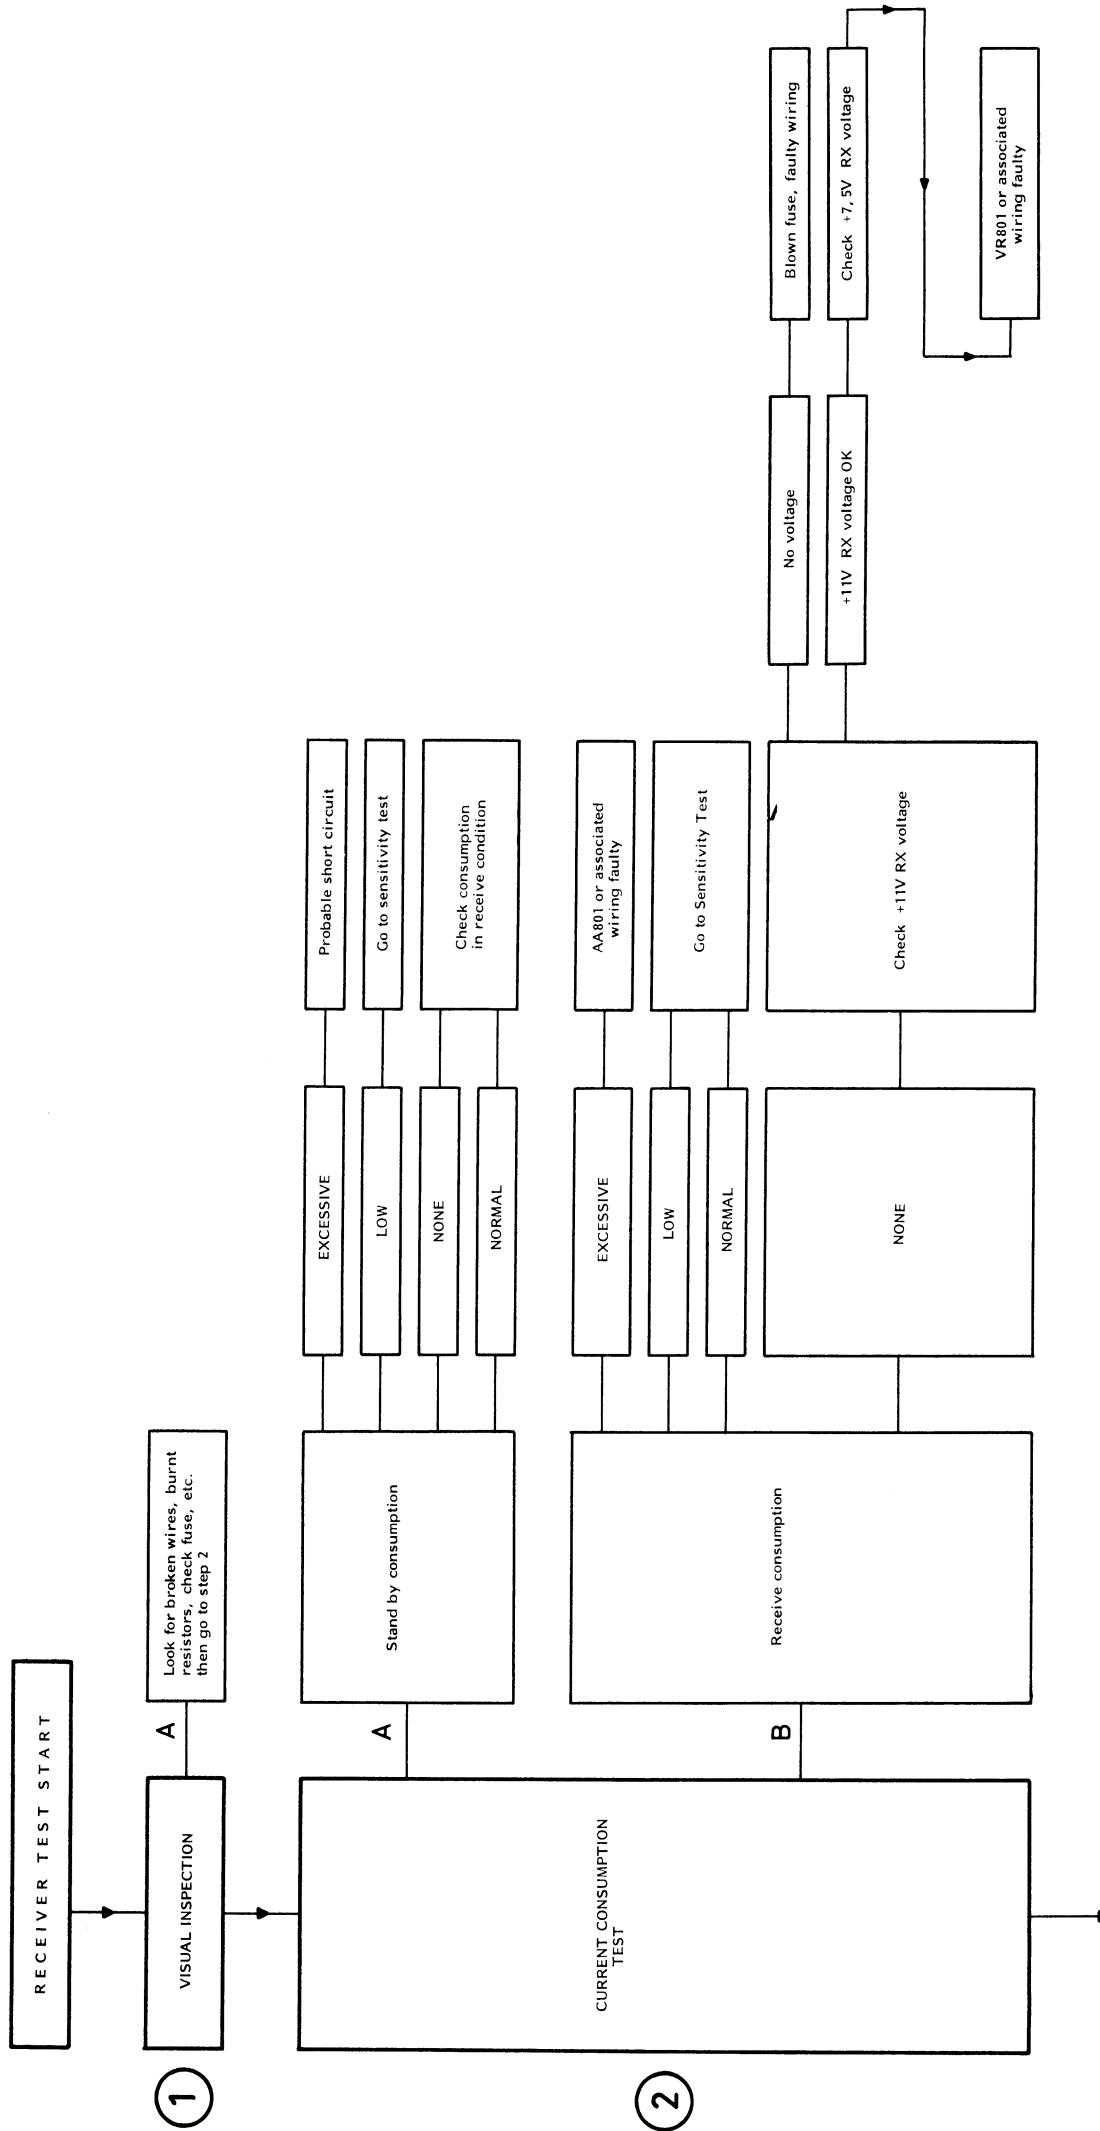 RECEIVER TEST START
1
VISUAL INSPECTION
A
Look for broken wires, burnt
resistors, check fuse, etc.
then go to step 2
2
CURRENT CONSUMPTION
TEST
A
Stand by consumption
EXCESSIVE
Probable short circuit
LOW
Go to sensitivity test
NONE
NORMAL
Check consumption
in receive condition
B
Receive consumption
EXCESSIVE
AA801 or associated
wiring faulty
LOW
NORMAL
Go to Sensitivity Test
NONE
Check +11V RX voltage
No voltage
Blown fuse, faulty wiring
+11V RX voltage OK
Check +7,5V RX voltage
VR801 or associated
wiring faulty